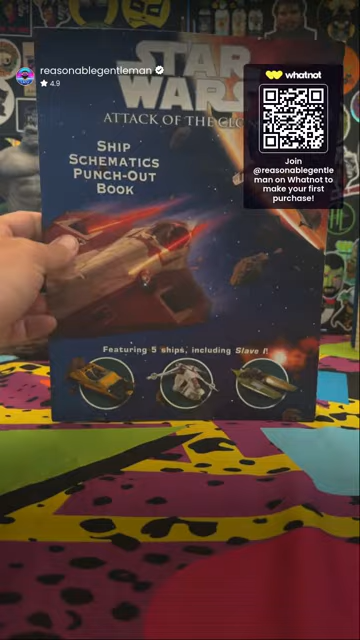 reasonablegentleman
4.9
whatnot
Join
@reasonablegentle
man on Whatnot to
make your first
purchase!
STAR
WARS
ATTACK OF THE CLO
SHIP
SCHEMATICS
PUNCH-OUT
BOOK
Featuring 5 ships, including Slave I!